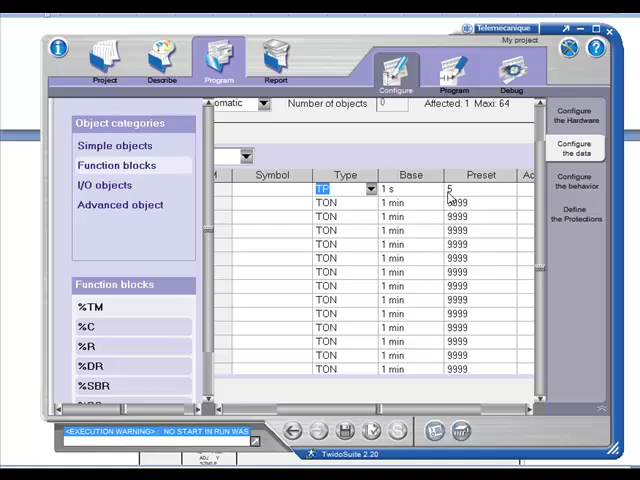 Telemecanique
My project
Project
Describe
Program
Report
Configure
Program
Debug
omatic
Number of objects 0 Affected: 1 Maxi: 64
Object categories
Simple objects
Function blocks
I/O objects
Advanced object
Function blocks
%TM
%C
%R
%DR
%SBR
M Symbol Type Base Preset Ac
TP 1 s 5
TON 1 min 9999
TON 1 min 9999
TON 1 min 9999
TON 1 min 9999
TON 1 min 9999
TON 1 min 9999
TON 1 min 9999
TON 1 min 9999
TON 1 min 9999
TON 1 min 9999
TON 1 min 9999
TON 1 min 9999
TON 1 min 9999
Configure
the Hardware
Configure
the data
Configure
the behavior
Define
the Protections
<EXECUTION WARNING> : NO START IN RUN WAS
TwidoSuite 2.20
ADJ Y